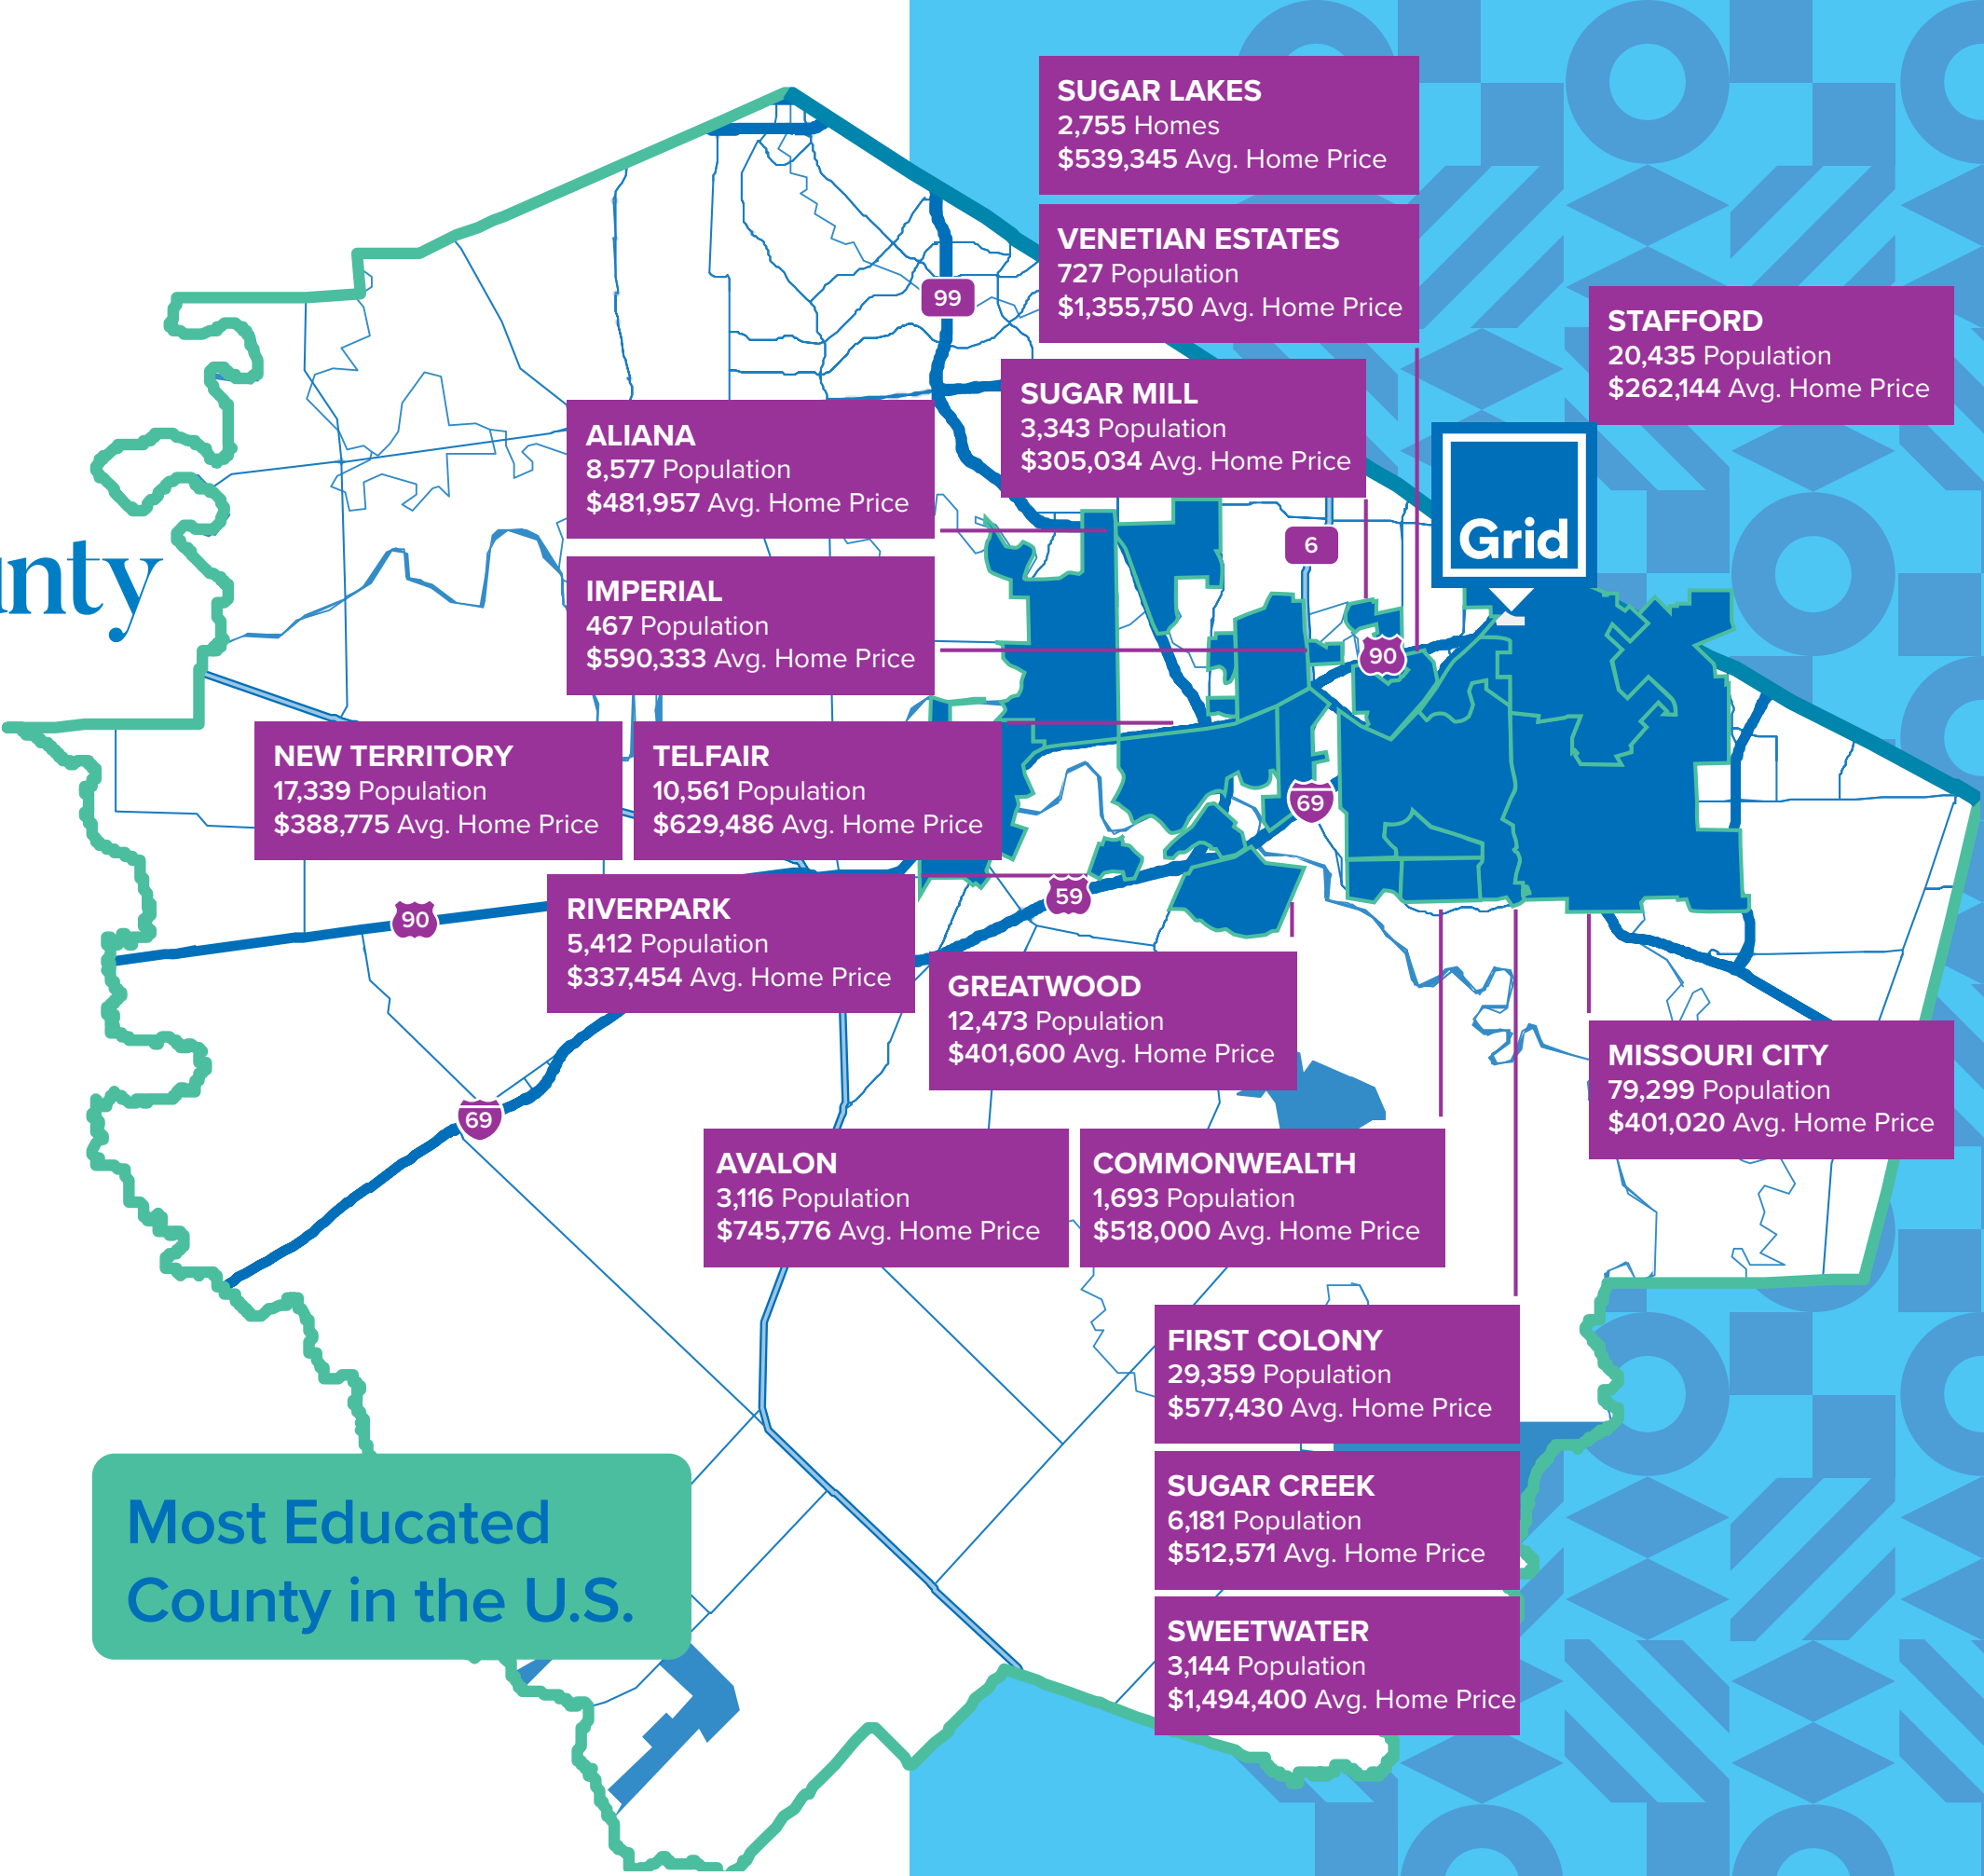 SUGAR LAKES
2,755 Homes
$539,345 Avg. Home Price
VENETIAN ESTATES
727 Population
$1,355,750 Avg. Home Price
99
STAFFORD
20,435 Population
$262,144 Avg. Home Price
SUGAR MILL
3,343 Population
$305,034 Avg. Home Price
ALIANA
8,577 Population
$481,957 Avg. Home Price
Grid
6
IMPERIAL
467 Population
$590,333 Avg. Home Price
90
NEW TERRITORY
17,339 Population
$388,775 Avg. Home Price
TELFAIR
10,561 Population
$629,486 Avg. Home Price
69
59
90
RIVERPARK
5,412 Population
$337,454 Avg. Home Price
GREATWOOD
12,473 Population
$401,600 Avg. Home Price
MISSOURI CITY
79,299 Population
$401,020 Avg. Home Price
69
AVALON
3,116 Population
$745,776 Avg. Home Price
COMMONWEALTH
1,693 Population
$518,000 Avg. Home Price
FIRST COLONY
29,359 Population
$577,430 Avg. Home Price
SUGAR CREEK
6,181 Population
$512,571 Avg. Home Price
SWEETWATER
3,144 Population
$1,494,400 Avg. Home Price
Most Educated
County in the U.S.